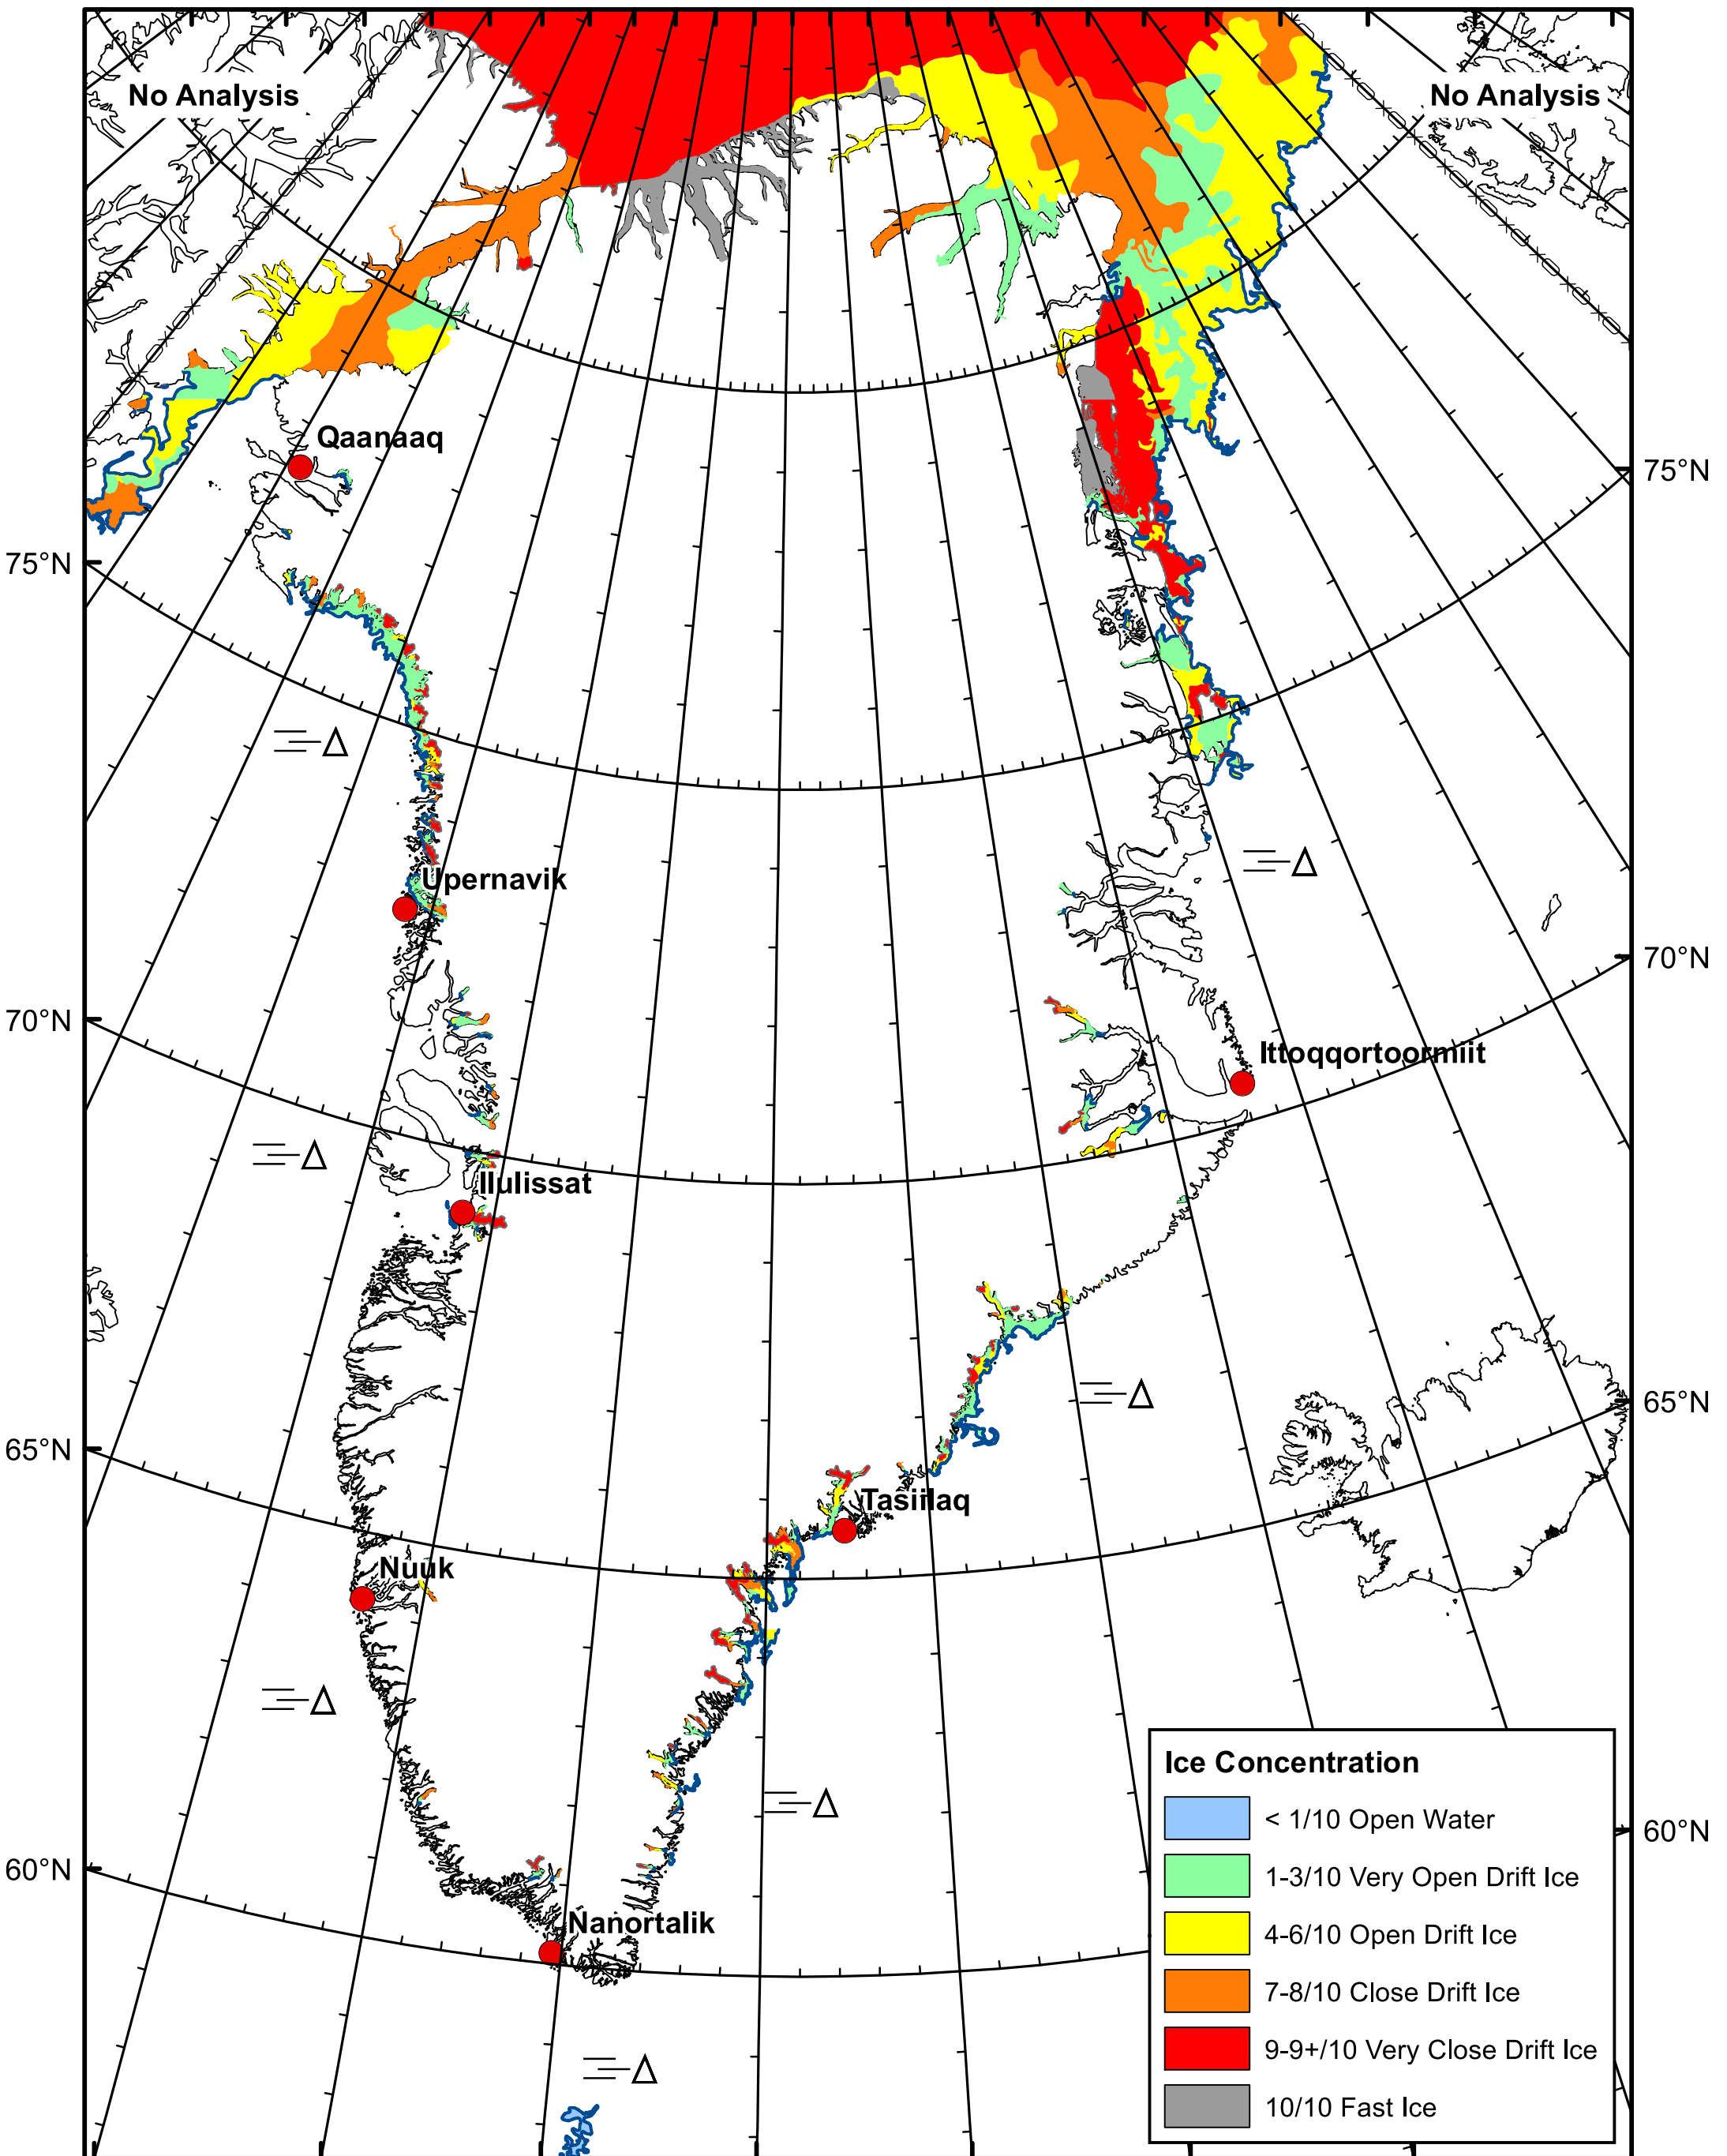 No Analysis
No Analysis
Qaanaaq
75°N
75°N
Upernavik
70°N
70°N
Ittoqqortoormiit
Ilulissat
65°N
65°N
Tasiilaq
Nuuk
60°N
60°N
Nanortalik
Ice Concentration
< 1/10 Open Water
1-3/10 Very Open Drift Ice
4-6/10 Open Drift Ice
7-8/10 Close Drift Ice
9-9+/10 Very Close Drift Ice
10/10 Fast Ice